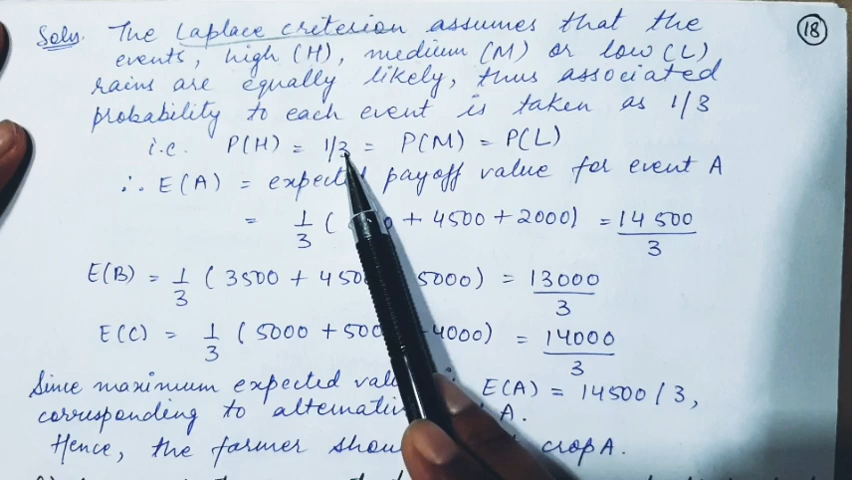 18
Soln. The Laplace criterion assumes that the
events, high (H), medium (M) or low (L)
rains are equally likely, thus associated
probability to each event is taken as 1/3
i.e. P(H) = 1/3 = P(M) = P(L)
∴ E(A) = expected payoff value for event A
= 1/3 ( 0 + 4500 + 2000) = 14500/3
E(B) = 1/3 ( 3500 + 450 5000) = 13000/3
E(C) = 1/3 ( 5000 + 500 4000) = 14000/3
Since maximum expected E(A) = 14500/3,
corresponding to A.
Hence, the farmer crop A.